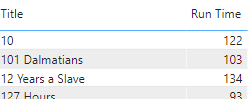 Title Run Time
10 122
101 Dalmatians 103
12 Years a Slave 134
127 Hours 93